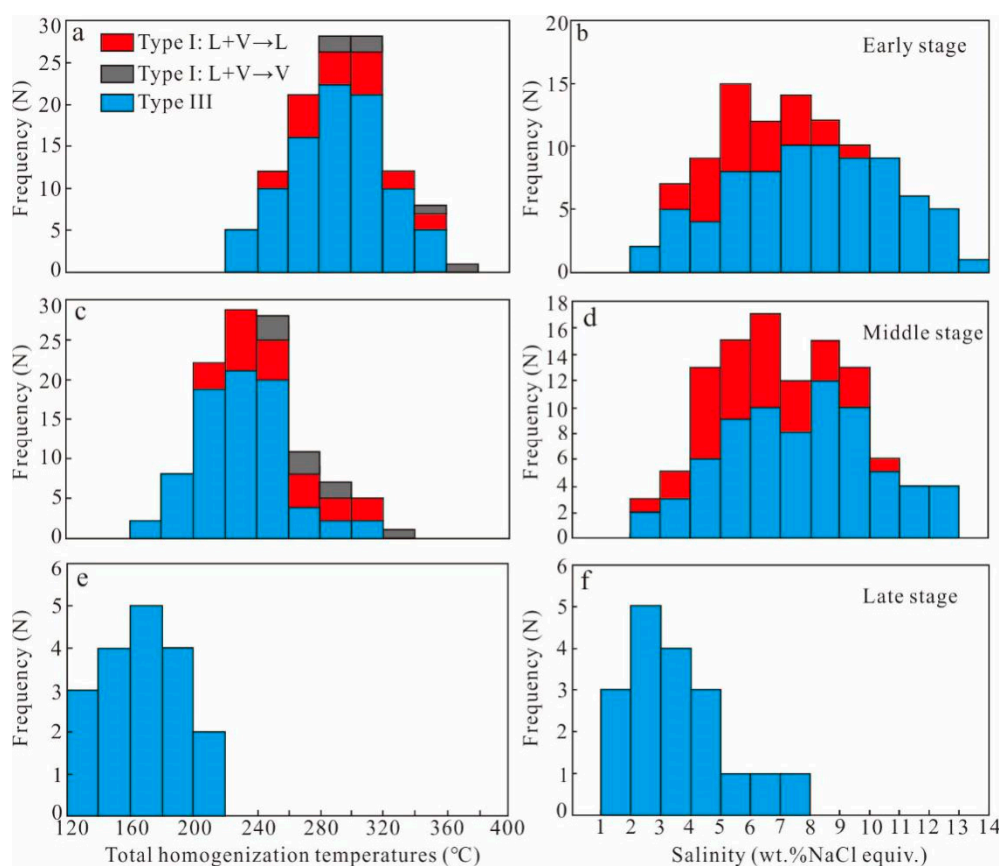 a
Type I: L+V→L
Type I: L+V→V
Type III
Frequency (N)
30
25
20
15
10
5
0
b
Early stage
Frequency (N)
20
15
10
5
0
c
Frequency (N)
30
25
20
15
10
5
0
d
Middle stage
Frequency (N)
18
16
14
12
10
8
6
4
2
0
e
Frequency (N)
6
5
4
3
2
1
0
120 160 200 240 280 320 360 400
Total homogenization temperatures (℃)
f
Late stage
Frequency (N)
6
5
4
3
2
1
0
1 2 3 4 5 6 7 8 9 10 11 12 13 14
Salinity (wt.%NaCl equiv.)